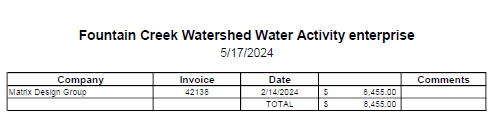 Fountain Creek Watershed Water Activity enterprise
5/17/2024
Company Invoice Date Comments
Matrix Design Group 42138 2/14/2024 $ 8,455.00
TOTAL $ 8,455.00